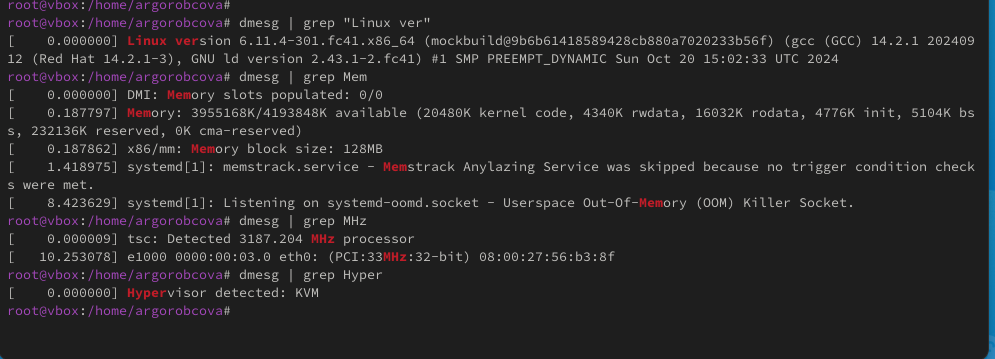 root@vbox:/home/argorobcova#
root@vbox:/home/argorobcova# dmesg | grep "Linux ver"
[    0.000000] Linux version 6.11.4-301.fc41.x86_64 (mockbuild@9b6b61418589428cb880a7020233b56f) (gcc (GCC) 14.2.1 202409
12 (Red Hat 14.2.1-3), GNU ld version 2.43.1-2.fc41) #1 SMP PREEMPT_DYNAMIC Sun Oct 20 15:02:33 UTC 2024
root@vbox:/home/argorobcova# dmesg | grep Mem
[    0.000000] DMI: Memory slots populated: 0/0
[    0.187797] Memory: 3955168K/4193848K available (20480K kernel code, 4340K rwdata, 16032K rodata, 4776K init, 5104K bs
s, 232136K reserved, 0K cma-reserved)
[    0.187862] x86/mm: Memory block size: 128MB
[    1.418975] systemd[1]: memstrack.service - Memstrack Anylazing Service was skipped because no trigger condition check
s were met.
[    8.423629] systemd[1]: Listening on systemd-oomd.socket - Userspace Out-Of-Memory (OOM) Killer Socket.
root@vbox:/home/argorobcova# dmesg | grep MHz
[    0.000009] tsc: Detected 3187.204 MHz processor
[   10.253078] e1000 0000:00:03.0 eth0: (PCI:33MHz:32-bit) 08:00:27:56:b3:8f
root@vbox:/home/argorobcova# dmesg | grep Hyper
[    0.000000] Hypervisor detected: KVM
root@vbox:/home/argorobcova#